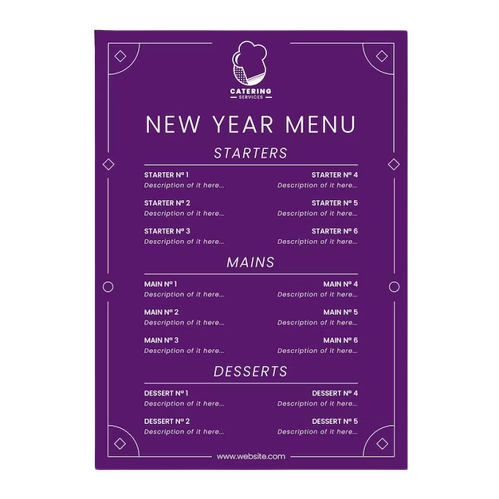 CATERING
SERVICES
NEW YEAR MENU
STARTERS
STARTER Nº 1 STARTER Nº 4
Description of it here... Description of it here...
STARTER Nº 2 STARTER Nº 5
Description of it here... Description of it here...
STARTER Nº 3 STARTER Nº 6
Description of it here... Description of it here...
MAINS
MAIN Nº 1 MAIN Nº 4
Description of it here... Description of it here...
MAIN Nº 2 MAIN Nº 5
Description of it here... Description of it here...
MAIN Nº 3 MAIN Nº 6
Description of it here... Description of it here...
DESSERTS
DESSERT Nº 1 DESSERT Nº 4
Description of it here... Description of it here...
DESSERT Nº 2 DESSERT Nº 5
Description of it here... Description of it here...
www.website.com